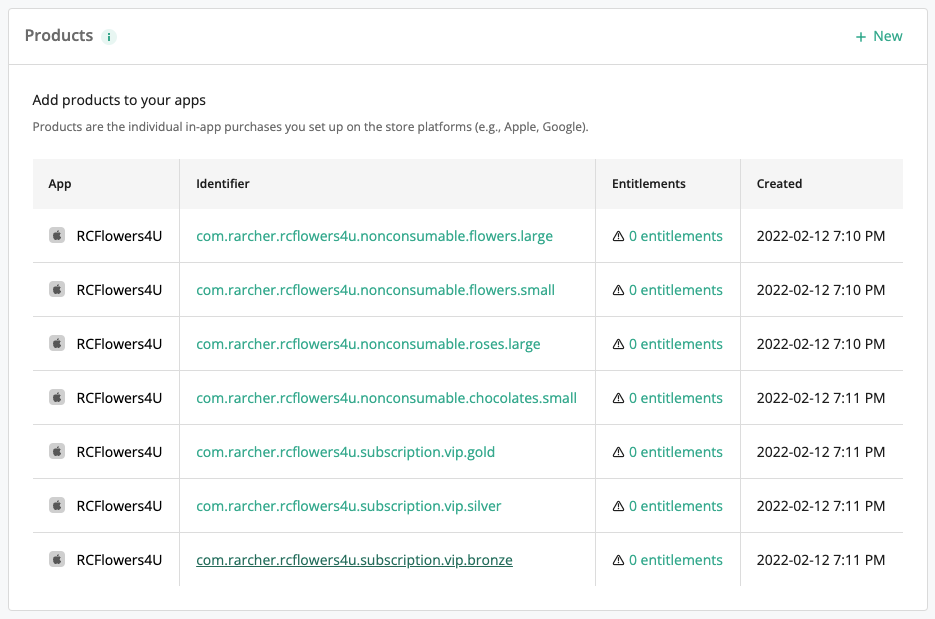 Products i
+ New
Add products to your apps
Products are the individual in-app purchases you set up on the store platforms (e.g., Apple, Google).
App Identifier Entitlements Created
RCFlowers4U com.rarcher.rcflowers4u.nonconsumable.flowers.large 0 entitlements 2022-02-12 7:10 PM
RCFlowers4U com.rarcher.rcflowers4u.nonconsumable.flowers.small 0 entitlements 2022-02-12 7:10 PM
RCFlowers4U com.rarcher.rcflowers4u.nonconsumable.roses.large 0 entitlements 2022-02-12 7:10 PM
RCFlowers4U com.rarcher.rcflowers4u.nonconsumable.chocolates.small 0 entitlements 2022-02-12 7:11 PM
RCFlowers4U com.rarcher.rcflowers4u.subscription.vip.gold 0 entitlements 2022-02-12 7:11 PM
RCFlowers4U com.rarcher.rcflowers4u.subscription.vip.silver 0 entitlements 2022-02-12 7:11 PM
RCFlowers4U com.rarcher.rcflowers4u.subscription.vip.bronze 0 entitlements 2022-02-12 7:11 PM